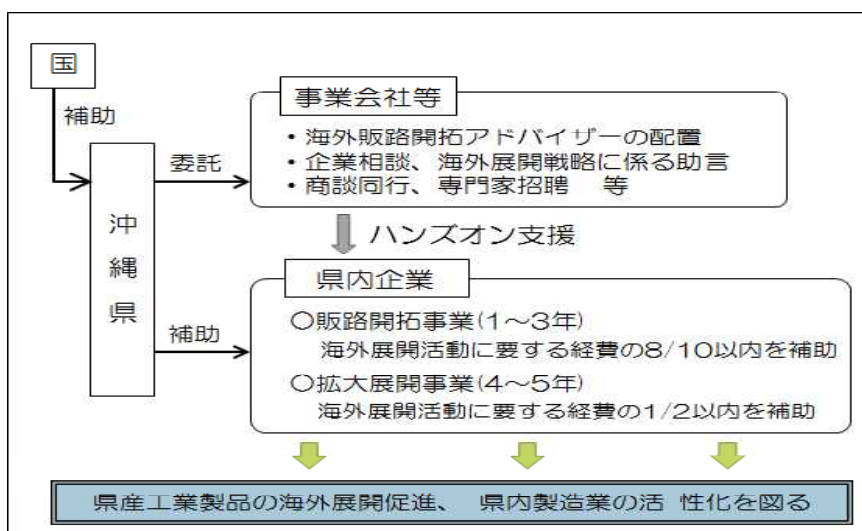 国
補助
事業会社等
・海外販路開拓アドバイザーの配置
・企業相談、海外展開戦略に係る助言
・商談同行、専門家招聘　等
委託
沖縄県
ハンズオン支援
県内企業
補助
○販路開拓事業(1～3年)
海外展開活動に要する経費の8/10以内を補助
○拡大展開事業(4～5年)
海外展開活動に要する経費の1/2以内を補助
県産工業製品の海外展開促進、 県内製造業の活 性化を図る